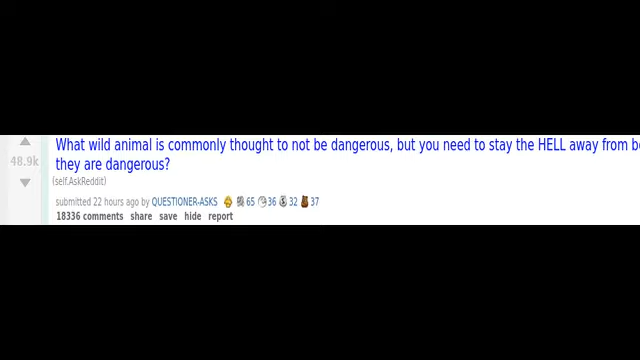 What wild animal is commonly thought to not be dangerous, but you need to stay the HELL away from
they are dangerous?
48.9k
(self.AskReddit)
submitted 22 hours ago by QUESTIONER-ASKS 65 36 32 37
18336 comments share save hide report